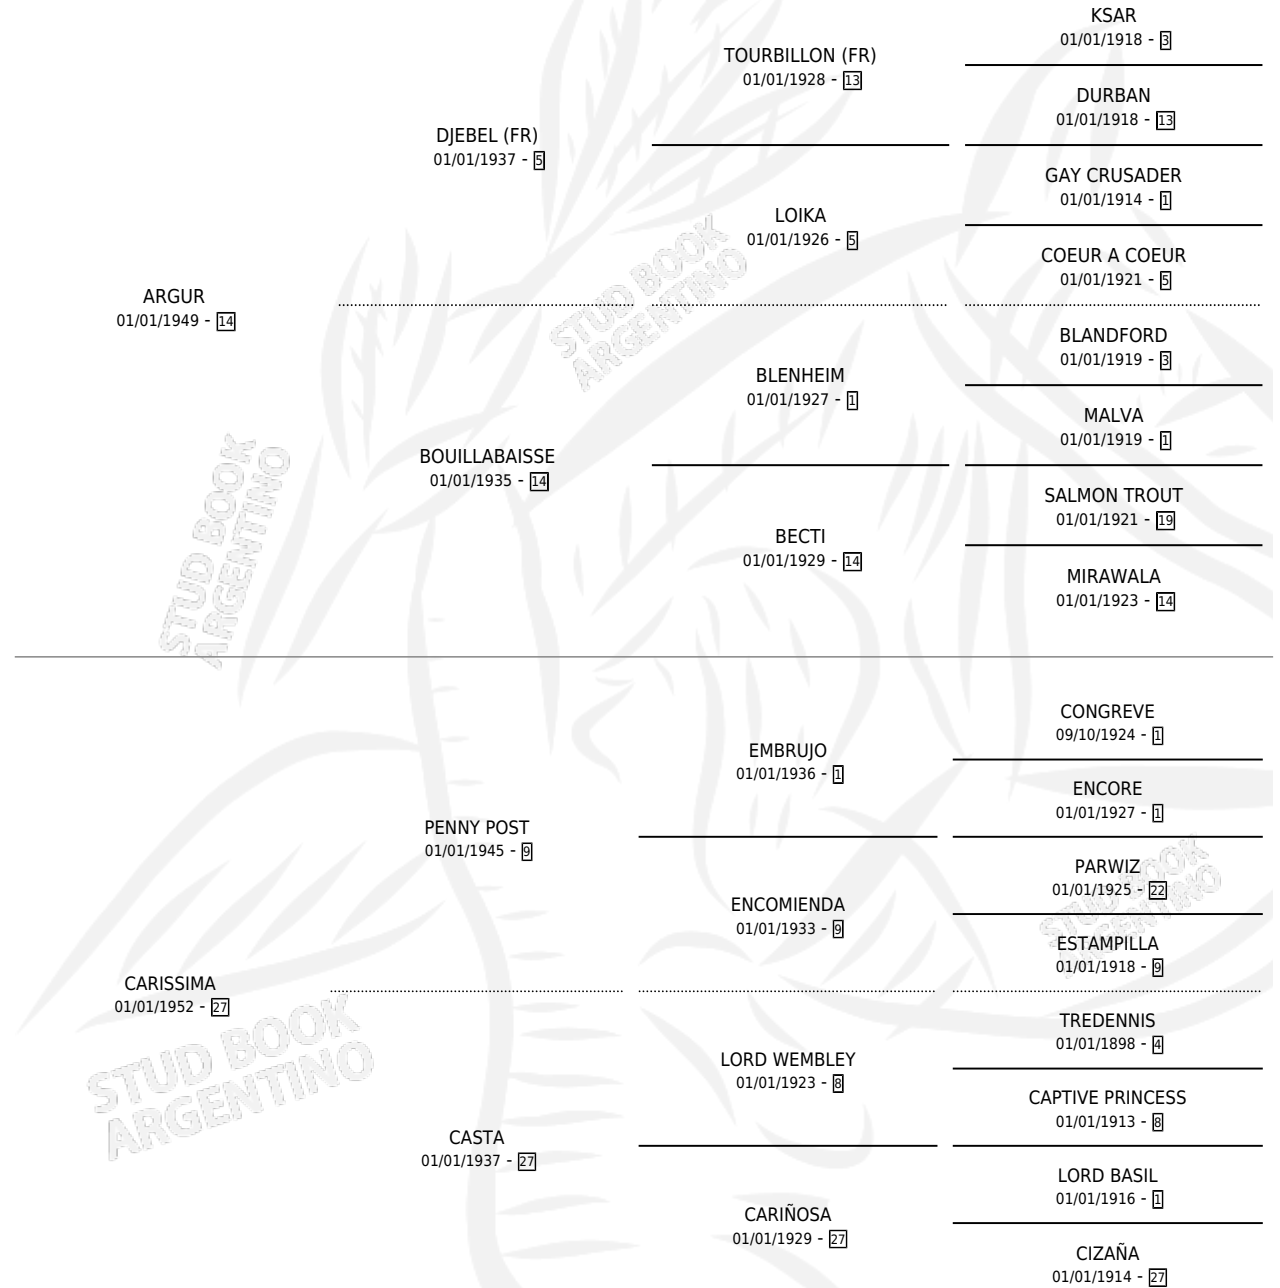 KSAR
01/01/1918 - 3
TOURBILLON (FR)
01/01/1928 - 13
DURBAN
01/01/1918 - 13
DJEBEL (FR)
01/01/1937 - 5
GAY CRUSADER
01/01/1914 - 1
LOIKA
01/01/1926 - 5
COEUR A COEUR
01/01/1921 - 5
ARGUR
01/01/1949 - 14
BLANDFORD
01/01/1919 - 3
BLENHEIM
01/01/1927 - 1
MALVA
01/01/1919 - 1
BOUILLABAISSE
01/01/1935 - 14
SALMON TROUT
01/01/1921 - 19
BECTI
01/01/1929 - 14
MIRAWALA
01/01/1923 - 14
CONGREVE
09/10/1924 - 1
EMBRUJO
01/01/1936 - 1
ENCORE
01/01/1927 - 1
PENNY POST
01/01/1945 - 9
PARWIZ
01/01/1925 - 22
ENCOMIENDA
01/01/1933 - 9
ESTAMPILLA
01/01/1918 - 9
CARISSIMA
01/01/1952 - 27
TREDENNIS
01/01/1898 - 4
LORD WEMBLEY
01/01/1923 - 8
CAPTIVE PRINCESS
01/01/1913 - 8
CASTA
01/01/1937 - 27
LORD BASIL
01/01/1916 - 1
CARIÑOSA
01/01/1929 - 27
CIZAÑA
01/01/1914 - 27
STUD BOOK
ARGENTINO
STUD BOOK
ARGENTINO
STUD BOOK
ARGENTINO
STUD BOOK
ARGENTINO